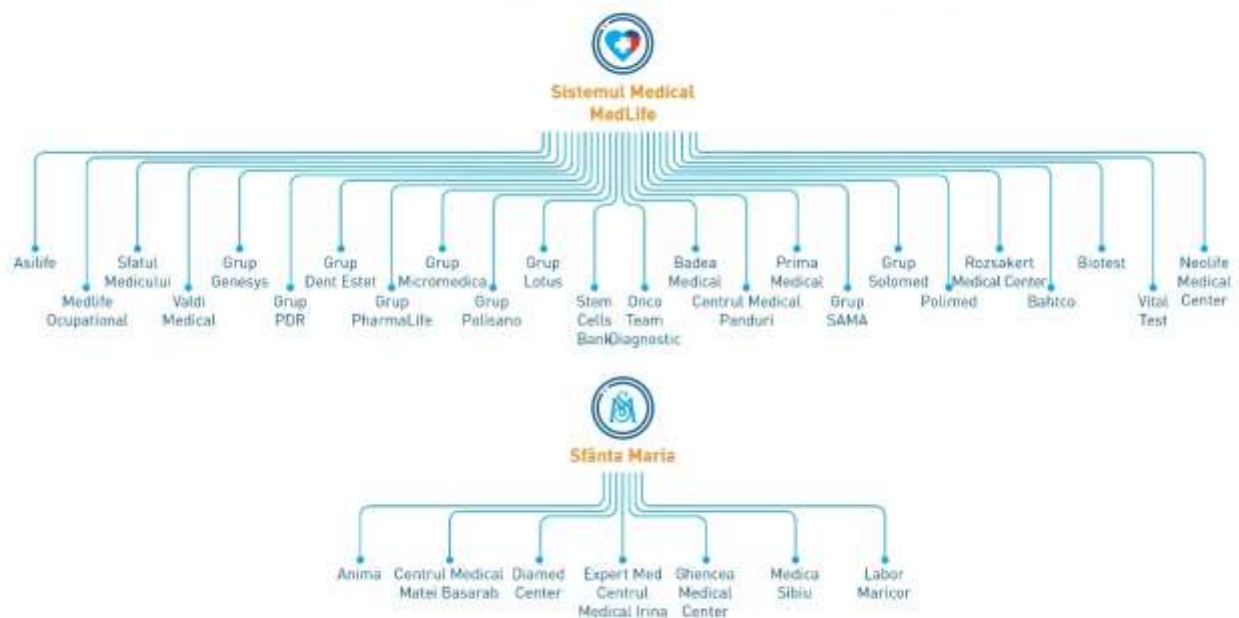 Sistemul Medical
MedLife
Asilife
Medlife
Ocupational
Sfatul
Medicului
Valdi
Medical
Grup
Genesys
Grup
PDR
Grup
Dent Estet
Grup
PharmaLife
Grup
Micromedica
Grup
Polisano
Grup
Lotus
Stem
Cells
Bank
Onco
Team
Diagnostic
Badea
Medical
Centrul Medical
Panduri
Prima
Medical
Grup
SAMA
Grup
Solomed
Polimed
Rozsakert
Medical Center
Bahtco
Biotest
Vital
Test
Neolife
Medical
Center
Sfânta Maria
Anima
Centrul Medical
Matei Basarab
Diamed
Center
Expert Med
Centrul
Medical Irina
Ghencea
Medical
Center
Medica
Sibiu
Labor
Maricor